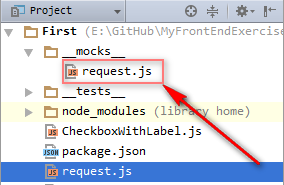 Project
First (E:\GitHub\MyFrontEndExercise
__mocks__
request.js
__tests__
node_modules (library home)
CheckboxWithLabel.js
package.json
request.js